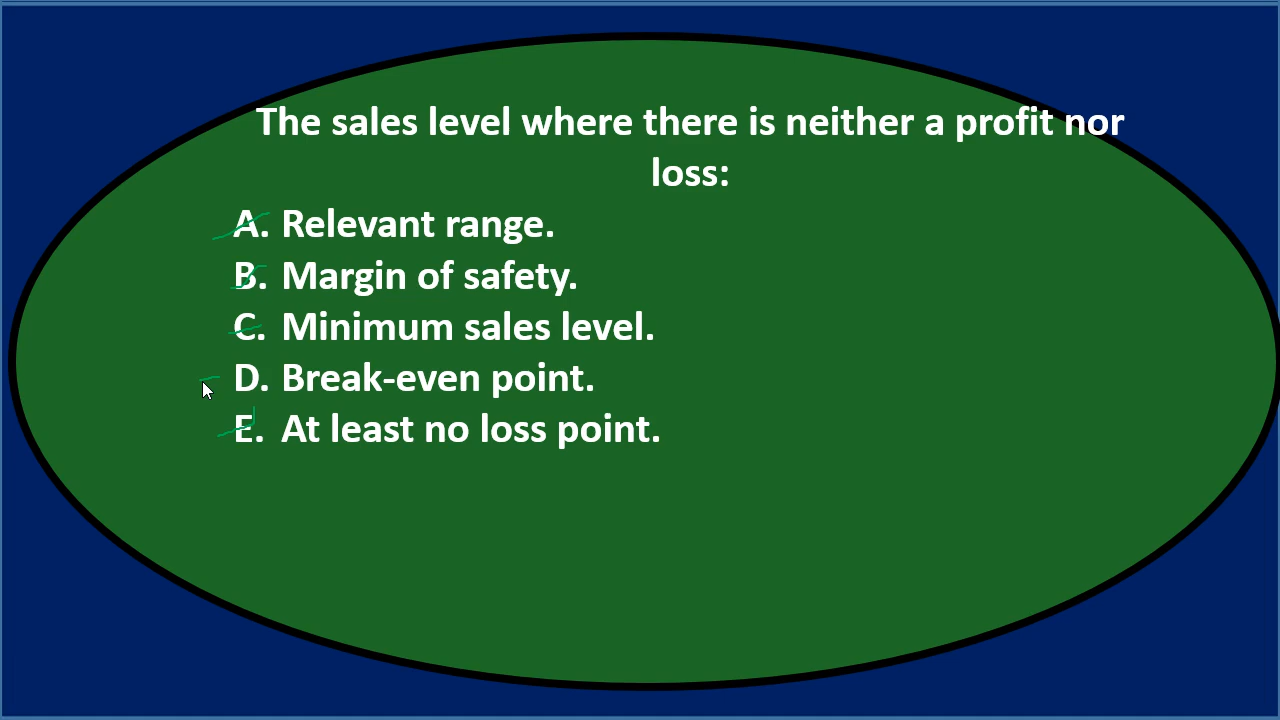 The sales level where there is neither a profit nor
loss:
A. Relevant range.
B. Margin of safety.
C. Minimum sales level.
D. Break-even point.
E. At least no loss point.